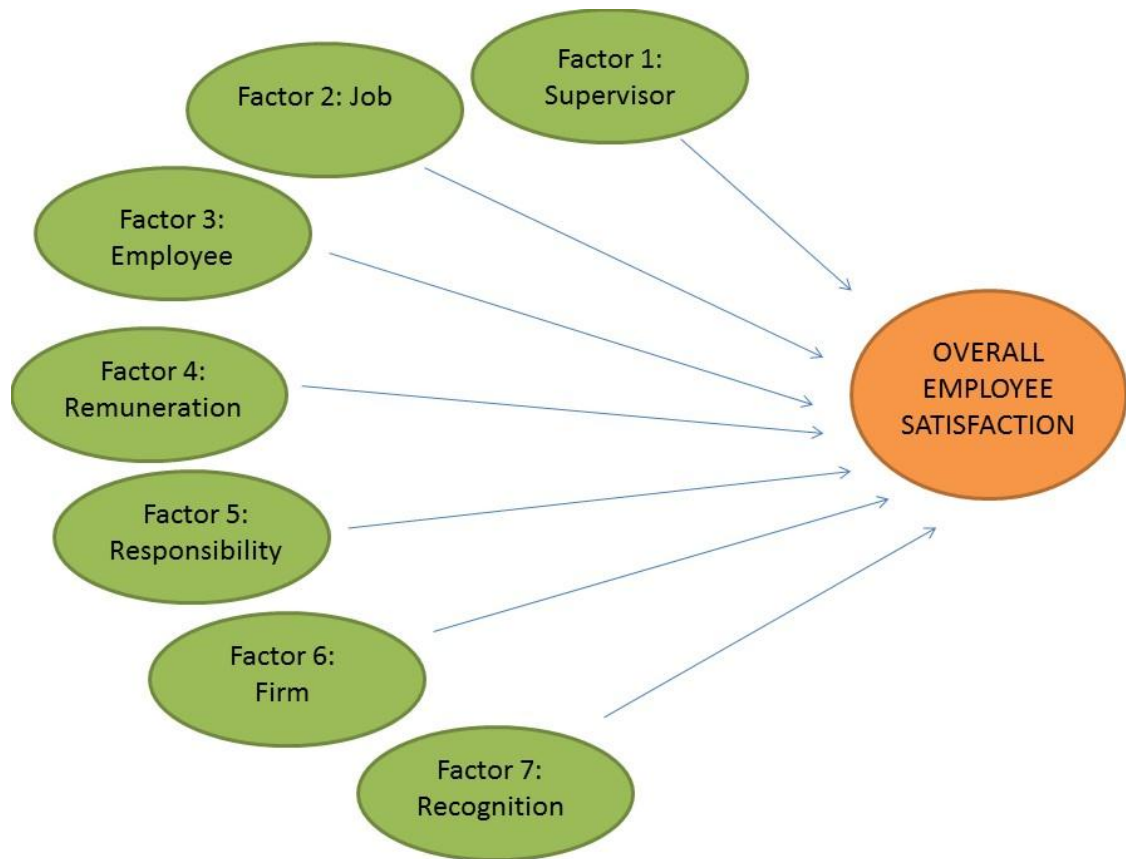 Factor 1:
Supervisor
Factor 2: Job
Factor 3:
Employee
Factor 4:
Remuneration
Factor 5:
Responsibility
Factor 6:
Firm
Factor 7:
Recognition
OVERALL
EMPLOYEE
SATISFACTION